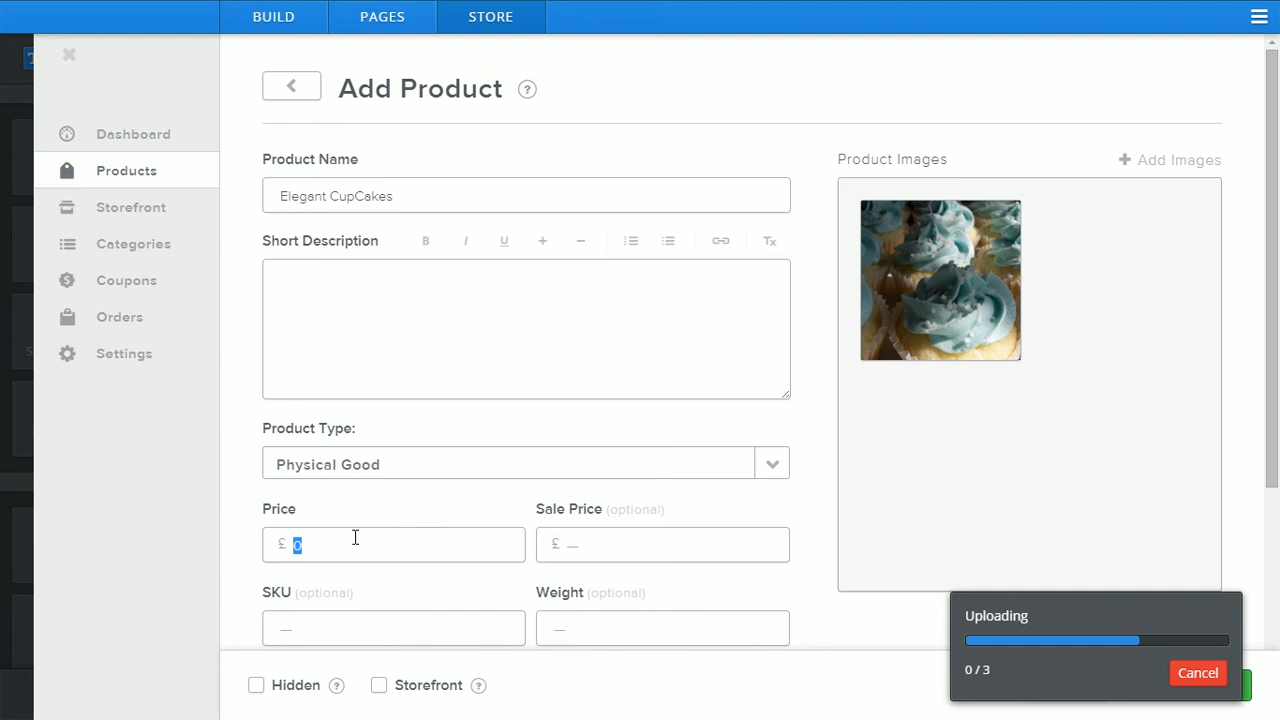 BUILD
PAGES
STORE
Dashboard
Products
Storefront
Categories
Coupons
Orders
Settings
Add Product ?
Product Name
Elegant CupCakes
Short Description B I U + − Tx
Product Type:
Physical Good
Price
£ 0
Sale Price (optional)
£ —
SKU (optional)
—
Weight (optional)
—
Hidden ?
Storefront ?
Product Images
+ Add Images
Uploading
0 / 3
Cancel